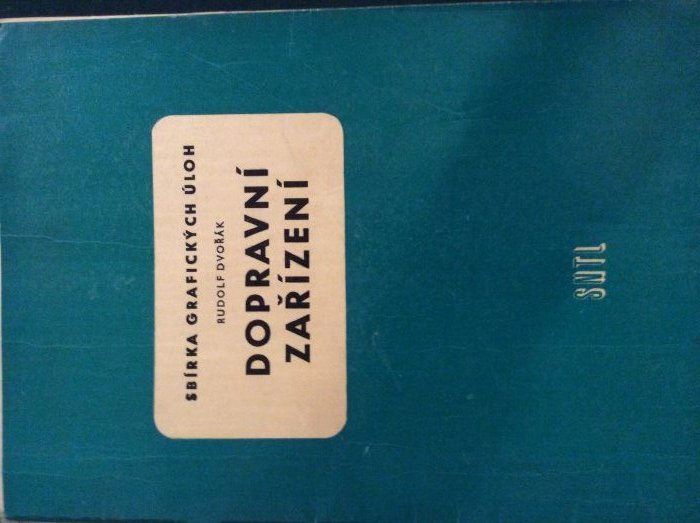 SBÍRKA GRAFICKÝCH ÚLOH
RUDOLF DVOŘÁK
DOPRAVNÍ
ZAŘÍZENÍ
SNTL